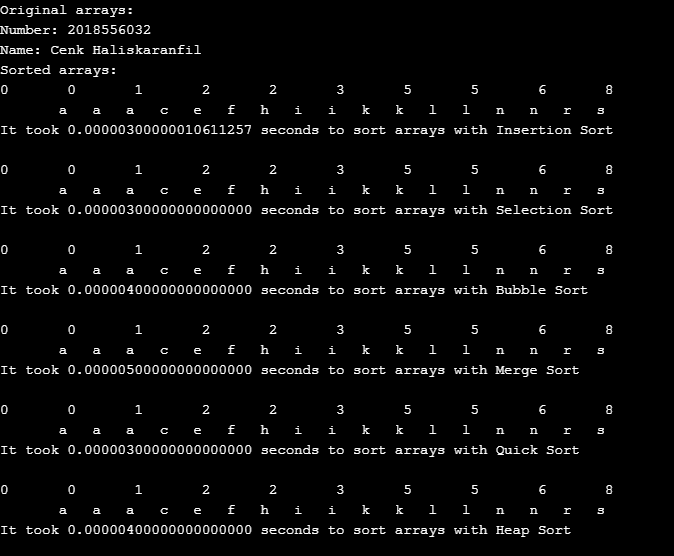 Original arrays:
Number: 2018556032
Name: Cenk Haliskaranfil
Sorted arrays:
0 0 1 2 2 3 5 5 6 8
a a a c e f h i i k k l l n n r s
It took 0.00000300000010611257 seconds to sort arrays with Insertion Sort
0 0 1 2 2 3 5 5 6 8
a a a c e f h i i k k l l n n r s
It took 0.00000300000000000000 seconds to sort arrays with Selection Sort
0 0 1 2 2 3 5 5 6 8
a a a c e f h i i k k l l n n r s
It took 0.00000400000000000000 seconds to sort arrays with Bubble Sort
0 0 1 2 2 3 5 5 6 8
a a a c e f h i i k k l l n n r s
It took 0.00000500000000000000 seconds to sort arrays with Merge Sort
0 0 1 2 2 3 5 5 6 8
a a a c e f h i i k k l l n n r s
It took 0.00000300000000000000 seconds to sort arrays with Quick Sort
0 0 1 2 2 3 5 5 6 8
a a a c e f h i i k k l l n n r s
It took 0.00000400000000000000 seconds to sort arrays with Heap Sort